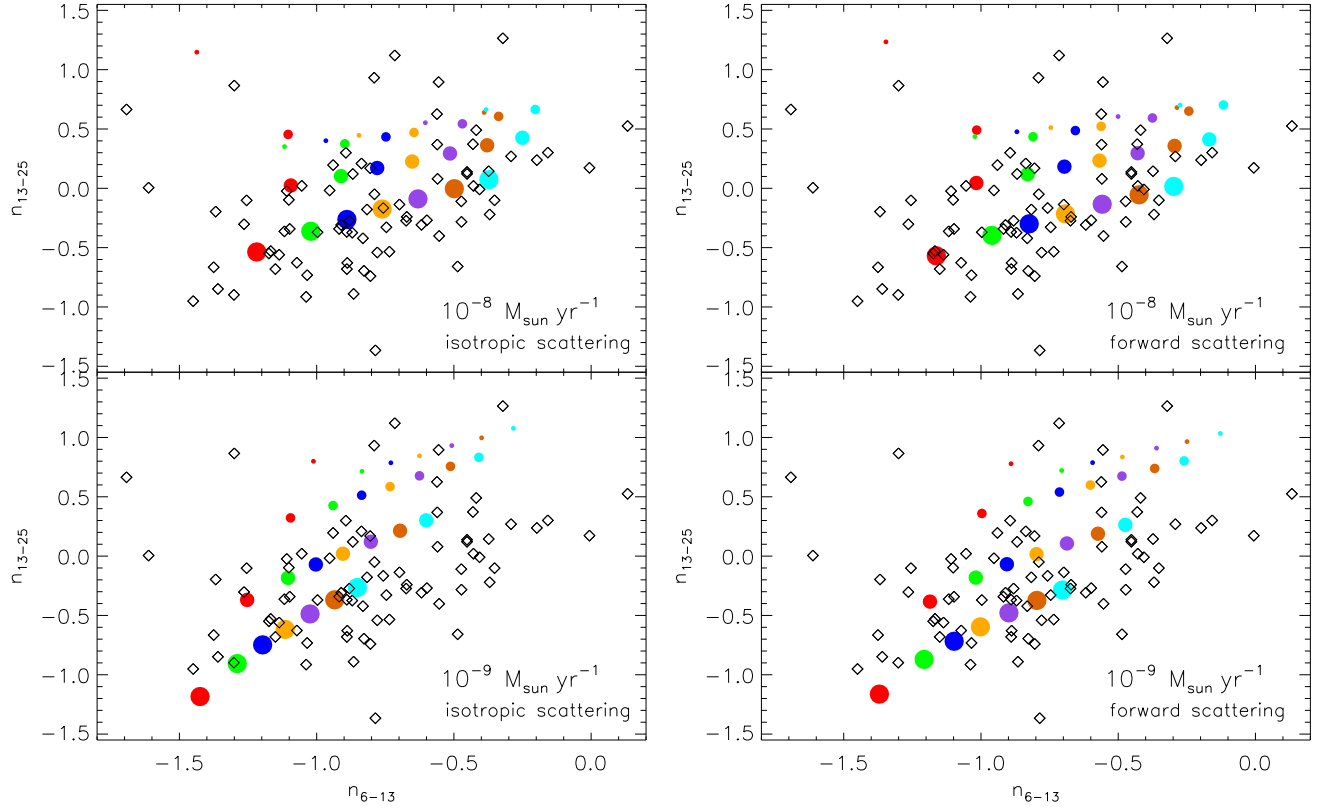 1.5
1.0
0.5
0.0
−0.5
−1.0
−1.5
n₁₃₋₂₅
10⁻⁸ M_sun yr⁻¹
isotropic scattering
1.5
1.0
0.5
0.0
−0.5
−1.0
−1.5
n₁₃₋₂₅
10⁻⁸ M_sun yr⁻¹
forward scattering
1.5
1.0
0.5
0.0
−0.5
−1.0
−1.5
n₁₃₋₂₅
10⁻⁹ M_sun yr⁻¹
isotropic scattering
−1.5 −1.0 −0.5 0.0
n₆₋₁₃
1.5
1.0
0.5
0.0
−0.5
−1.0
−1.5
n₁₃₋₂₅
10⁻⁹ M_sun yr⁻¹
forward scattering
−1.5 −1.0 −0.5 0.0
n₆₋₁₃